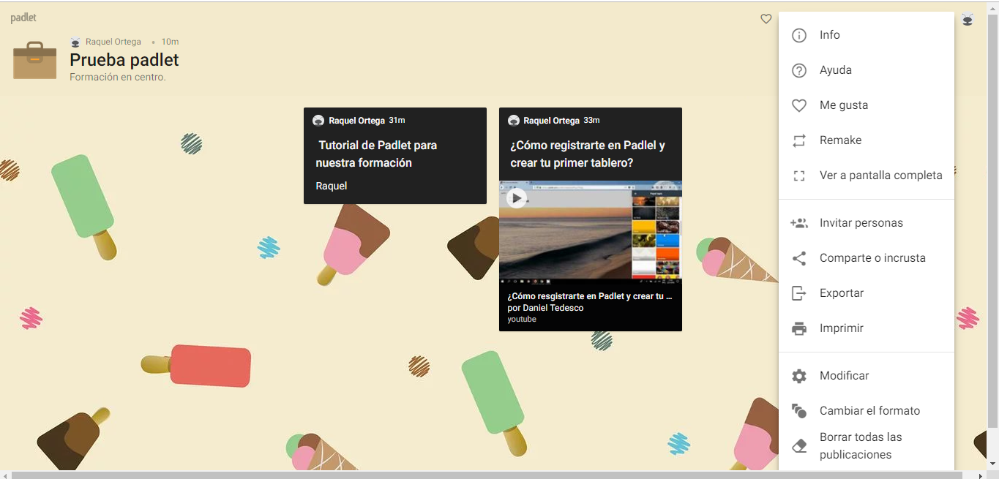 padlet
Raquel Ortega • 10m
Prueba padlet
Formación en centro.
Raquel Ortega 31m
Tutorial de Padlet para
nuestra formación
Raquel
Raquel Ortega 33m
¿Cómo registrarte en Padlel y
crear tu primer tablero?
¿Cómo resgistrarte en Padlet y crear tu ...
por Daniel Tedesco
youtube
Info
Ayuda
Me gusta
Remake
Ver a pantalla completa
Invitar personas
Comparte o incrusta
Exportar
Imprimir
Modificar
Cambiar el formato
Borrar todas las
publicaciones